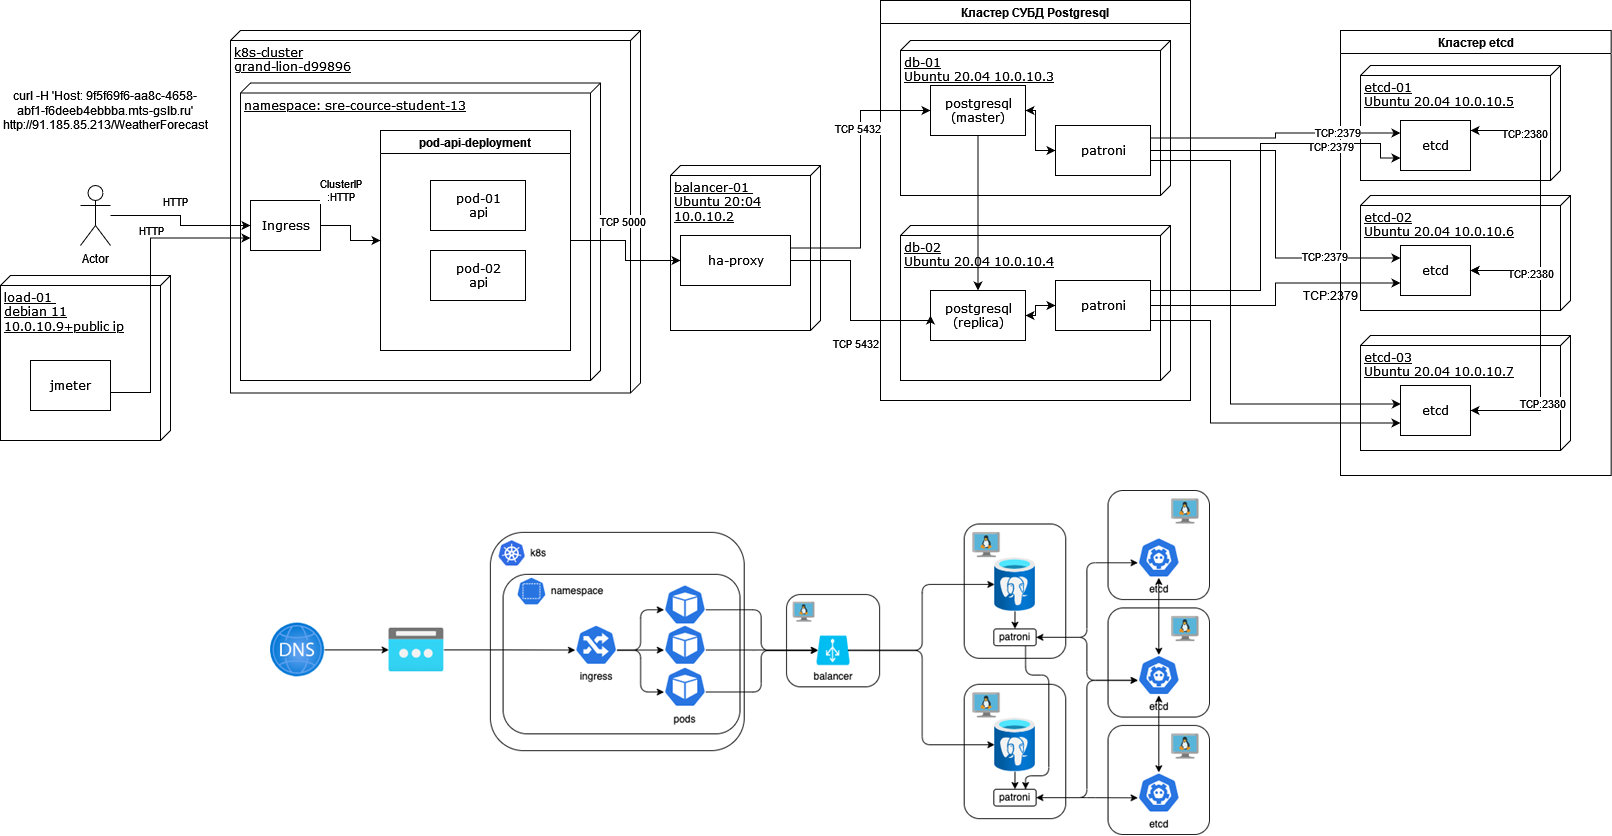 curl -H 'Host: 9f5f69f6-aa8c-4658-
abf1-f6deeb4ebbba.mts-gslb.ru'
http://91.185.85.213/WeatherForecast
Actor
HTTP
HTTP
load-01
debian 11
10.0.10.9+public ip
jmeter
k8s-cluster
grand-lion-d99896
namespace: sre-cource-student-13
Ingress
ClusterIP
:HTTP
pod-api-deployment
pod-01
api
pod-02
api
TCP 5000
balancer-01
Ubuntu 20:04
10.0.10.2
ha-proxy
TCP 5432
TCP 5432
Кластер СУБД Postgresql
db-01
Ubuntu 20.04 10.0.10.3
postgresql
(master)
patroni
db-02
Ubuntu 20.04 10.0.10.4
postgresql
(replica)
patroni
TCP:2379
TCP:2379
TCP:2379
TCP:2379
Кластер etcd
etcd-01
Ubuntu 20.04 10.0.10.5
etcd
TCP:2380
etcd-02
Ubuntu 20.04 10.0.10.6
etcd
TCP:2380
etcd-03
Ubuntu 20.04 10.0.10.7
etcd
TCP:2380
DNS
k8s
namespace
ingress
pods
balancer
patroni
patroni
etcd
etcd
etcd